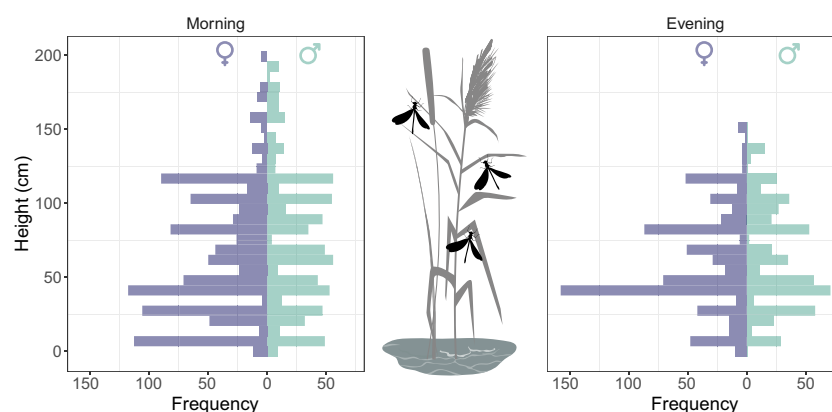 Morning
Evening
♀ ♂
♀ ♂
Height (cm)
200
150
100
50
0
150 100 50 0 50
150 100 50 0 50
Frequency
Frequency